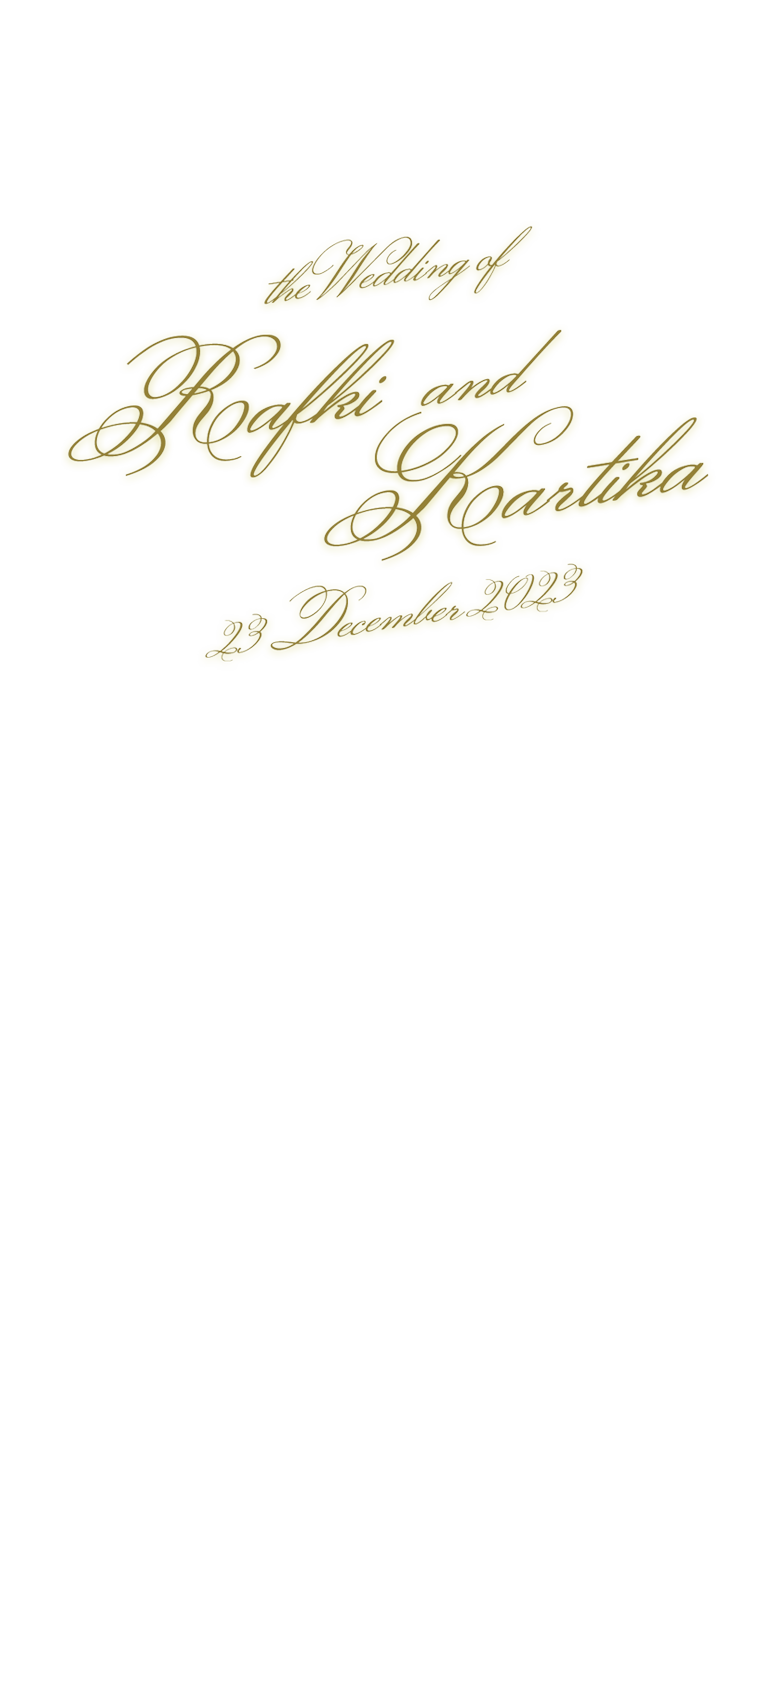 the Wedding of
Rafki and
Kartika
23 December 2023